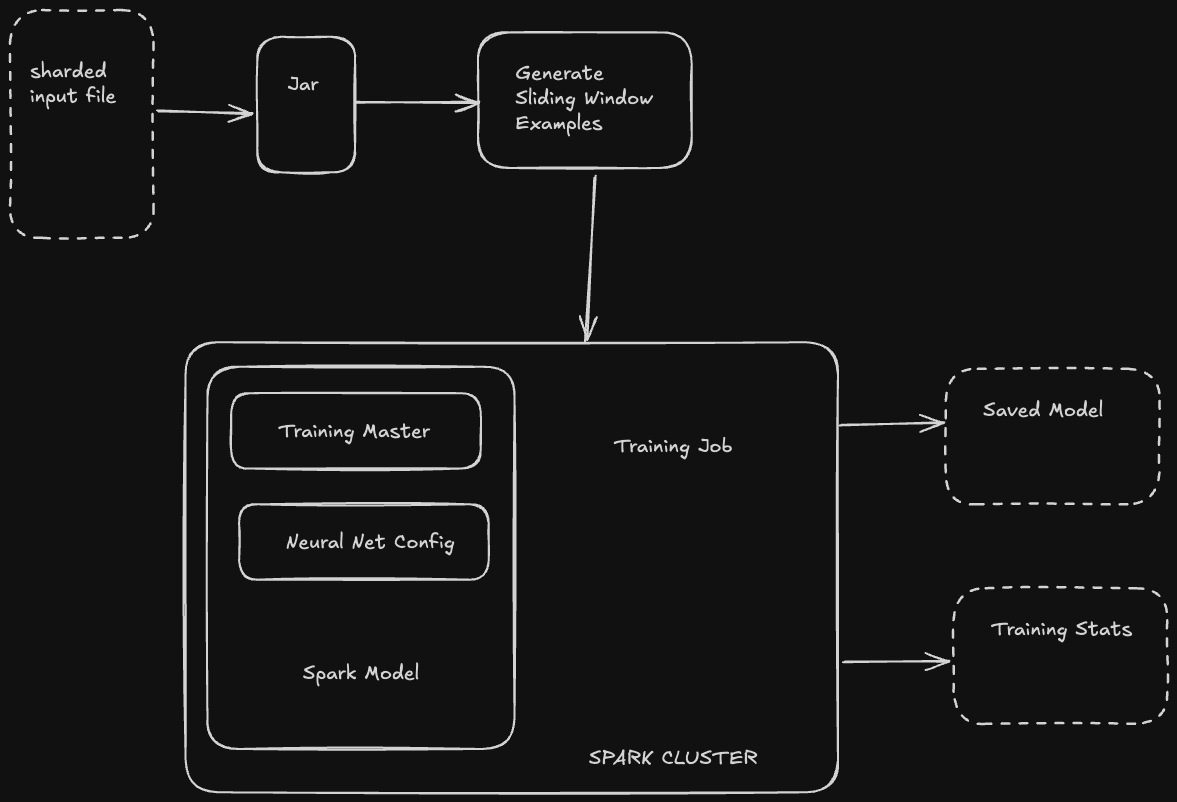 sharded
input file
Jar
Generate
Sliding Window
Examples
Training Master
Neural Net Config
Spark Model
Training Job
SPARK CLUSTER
Saved Model
Training Stats